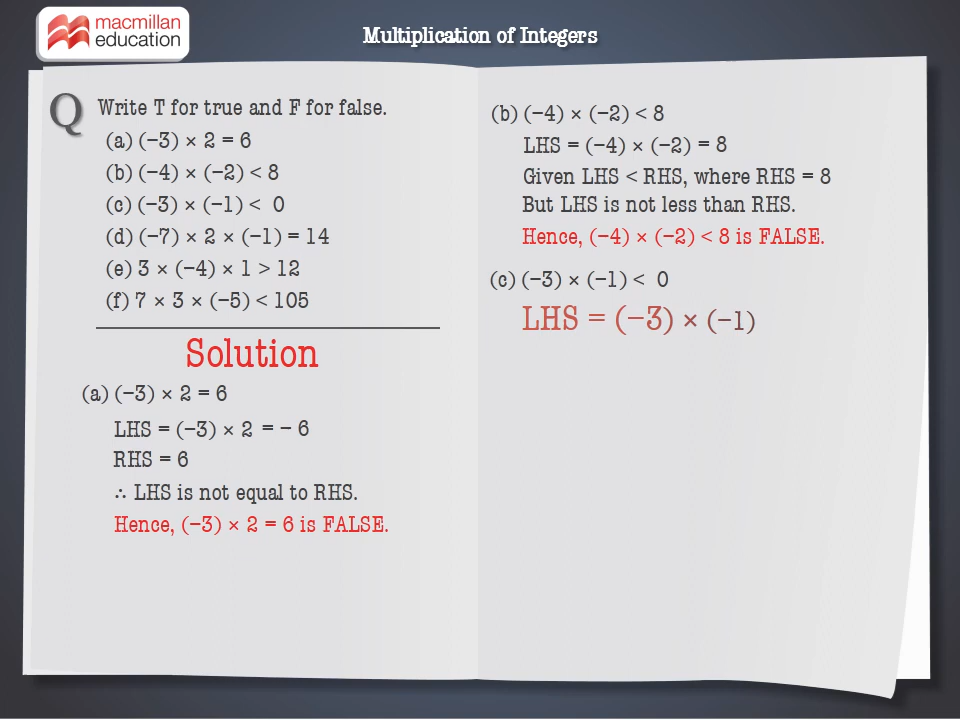 macmillan
education
Multiplication of Integers
Q Write T for true and F for false.
(a) (−3) × 2 = 6
(b) (−4) × (−2) < 8
(c) (−3) × (−1) < 0
(d) (−7) × 2 × (−1) = 14
(e) 3 × (−4) × 1 > 12
(f) 7 × 3 × (−5) < 105
Solution
(a) (−3) × 2 = 6
LHS = (−3) × 2 = − 6
RHS = 6
∴ LHS is not equal to RHS.
Hence, (−3) × 2 = 6 is FALSE.
(b) (−4) × (−2) < 8
LHS = (−4) × (−2) = 8
Given LHS < RHS, where RHS = 8
But LHS is not less than RHS.
Hence, (−4) × (−2) < 8 is FALSE.
(c) (−3) × (−1) < 0
LHS = (−3) × (−1)